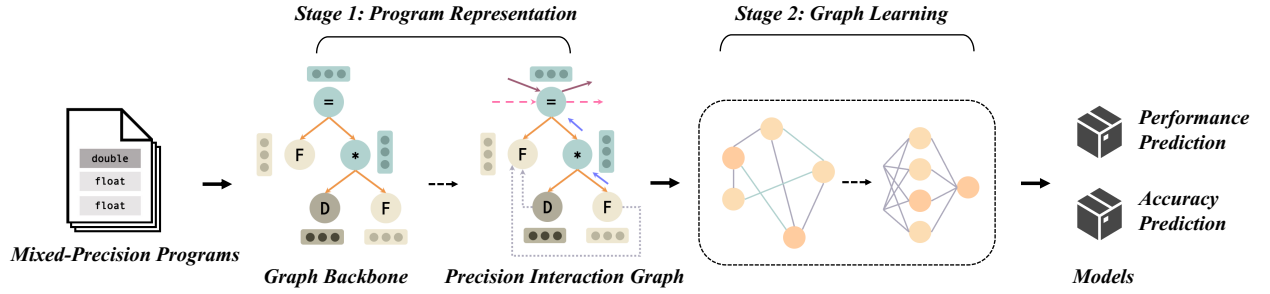 Stage 1: Program Representation
Stage 2: Graph Learning
double
float
float
Mixed-Precision Programs
=
F
*
D
F
Graph Backbone
=
F
*
D
F
Precision Interaction Graph
Performance
Prediction
Accuracy
Prediction
Models